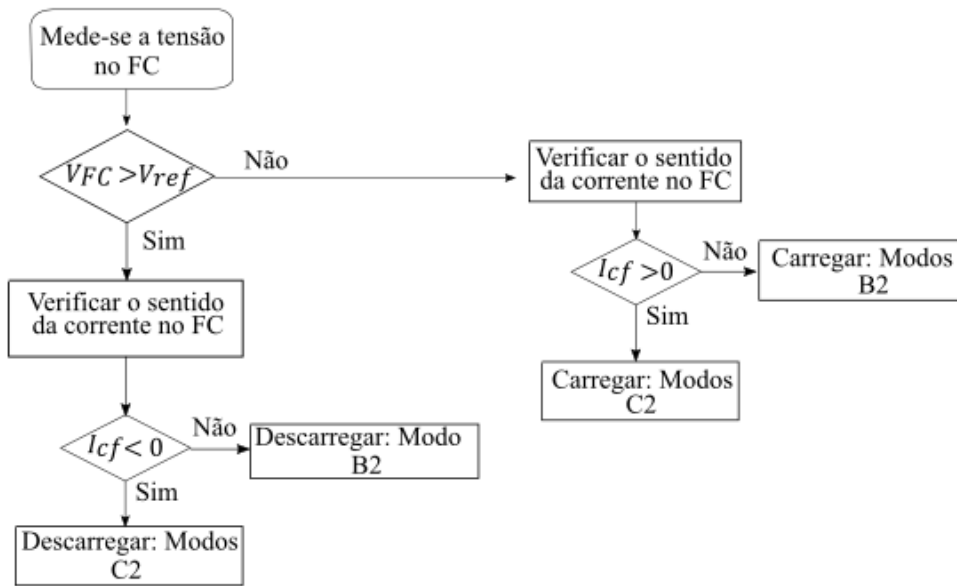 Mede-se a tensão
no FC
VFC >Vref
Não
Sim
Verificar o sentido
da corrente no FC
Icf < 0
Não
Descarregar: Modo
B2
Sim
Descarregar: Modos
C2
Verificar o sentido
da corrente no FC
Icf >0
Não
Carregar: Modos
B2
Sim
Carregar: Modos
C2